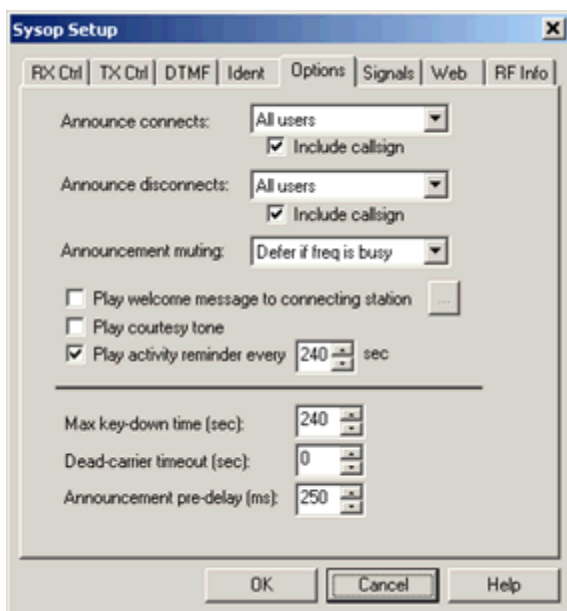 Sysop Setup
RX Ctrl TX Ctrl DTMF Ident Options Signals Web RF Info
Announce connects: All users
Include callsign
Announce disconnects: All users
Include callsign
Announcement muting: Defer if freq is busy
Play welcome message to connecting station ...
Play courtesy tone
Play activity reminder every 240 sec
Max key-down time (sec): 240
Dead-carrier timeout (sec): 0
Announcement pre-delay (ms): 250
OK Cancel Help